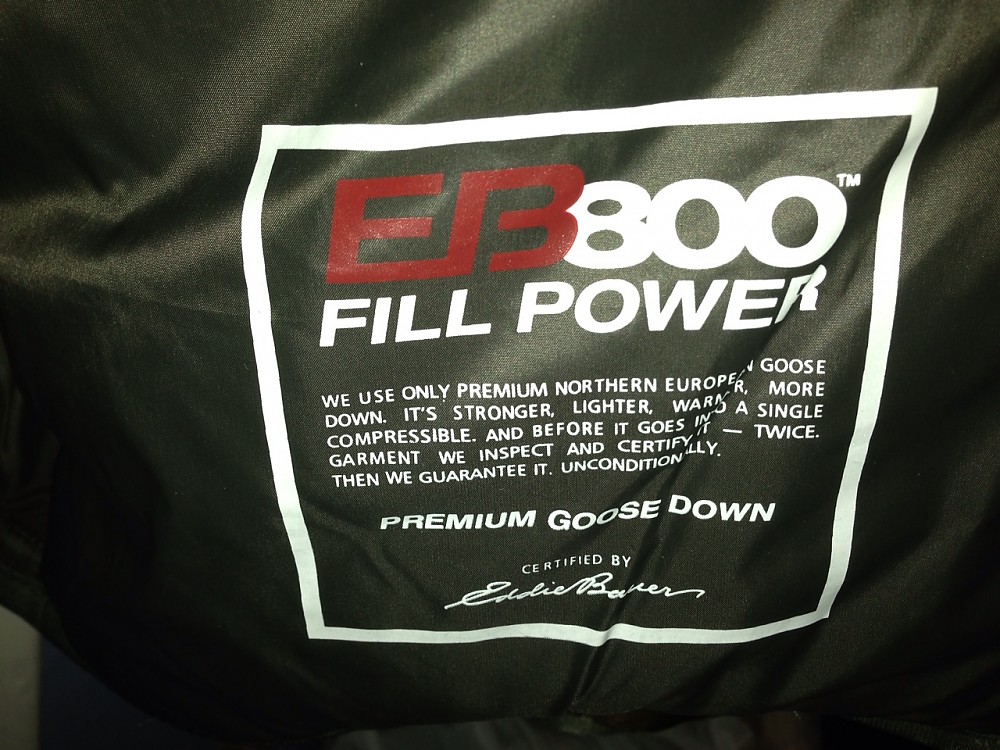 EB800™
FILL POWER
WE USE ONLY PREMIUM NORTHERN EUROPEAN GOOSE
DOWN. IT'S STRONGER, LIGHTER, WARMER, MORE
COMPRESSIBLE. AND BEFORE IT GOES INTO A SINGLE
GARMENT WE INSPECT AND CERTIFY IT — TWICE.
THEN WE GUARANTEE IT. UNCONDITIONALLY.
PREMIUM GOOSE DOWN
CERTIFIED BY
Eddie Bauer